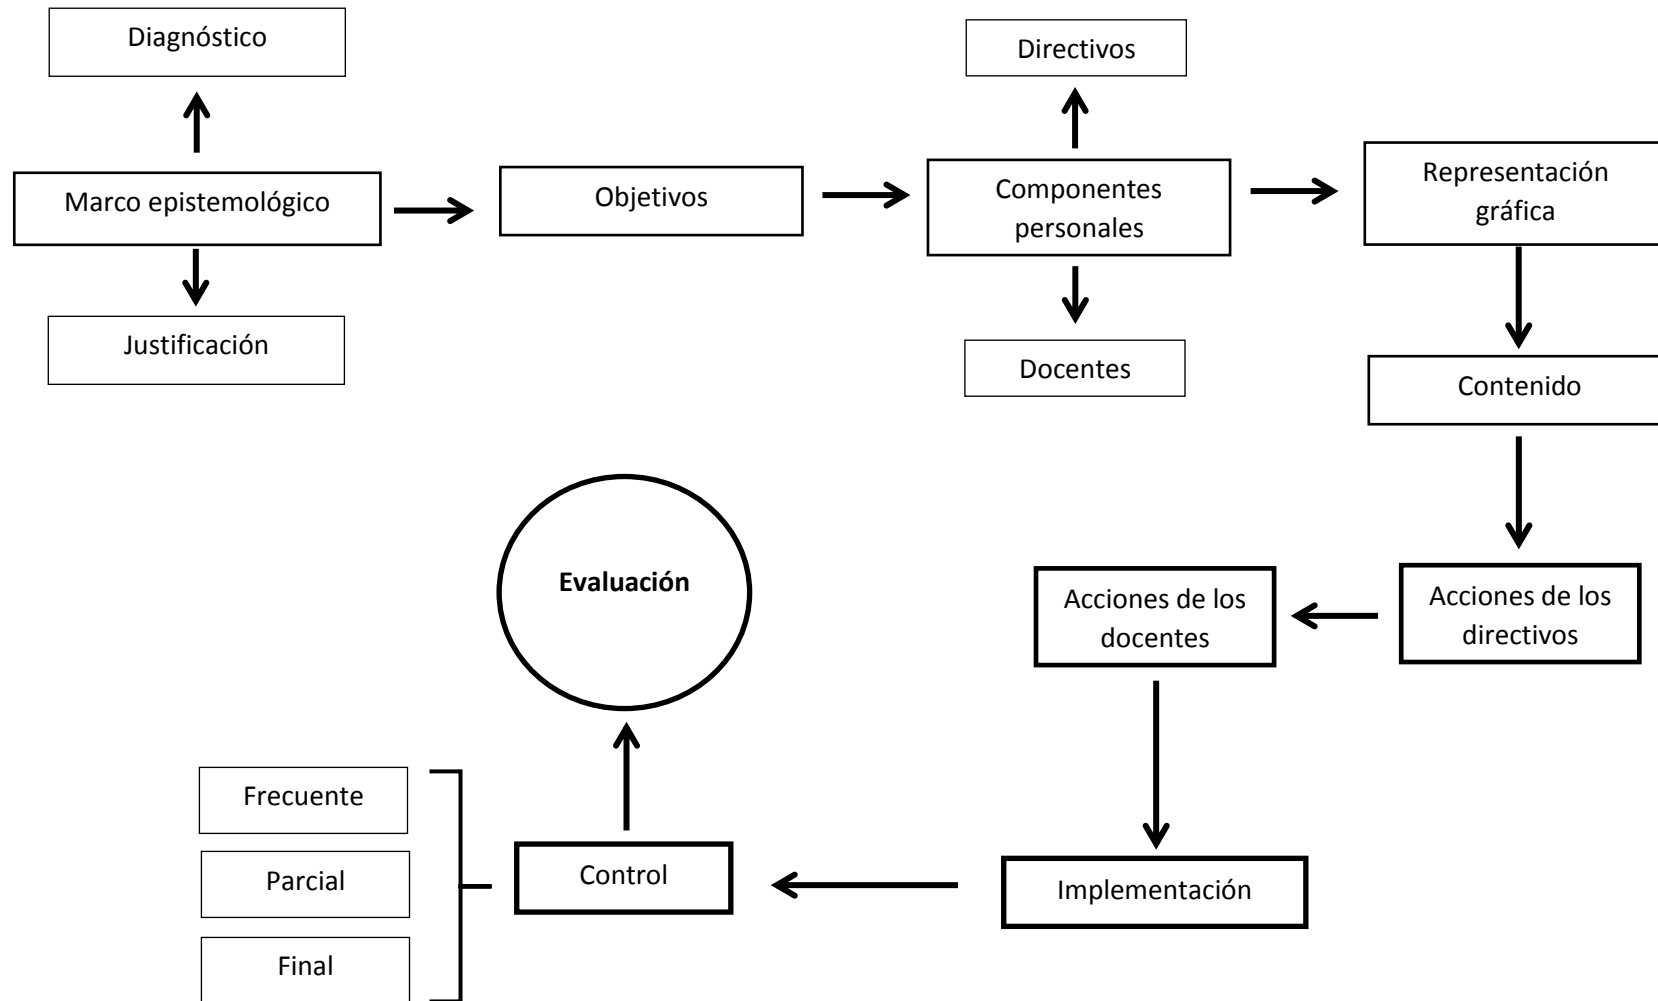 Diagnóstico
Directivos
Marco epistemológico
Objetivos
Componentes
personales
Representación
gráfica
Justificación
Docentes
Contenido
Evaluación
Acciones de los
docentes
Acciones de los
directivos
Frecuente
Parcial
Final
Control
Implementación